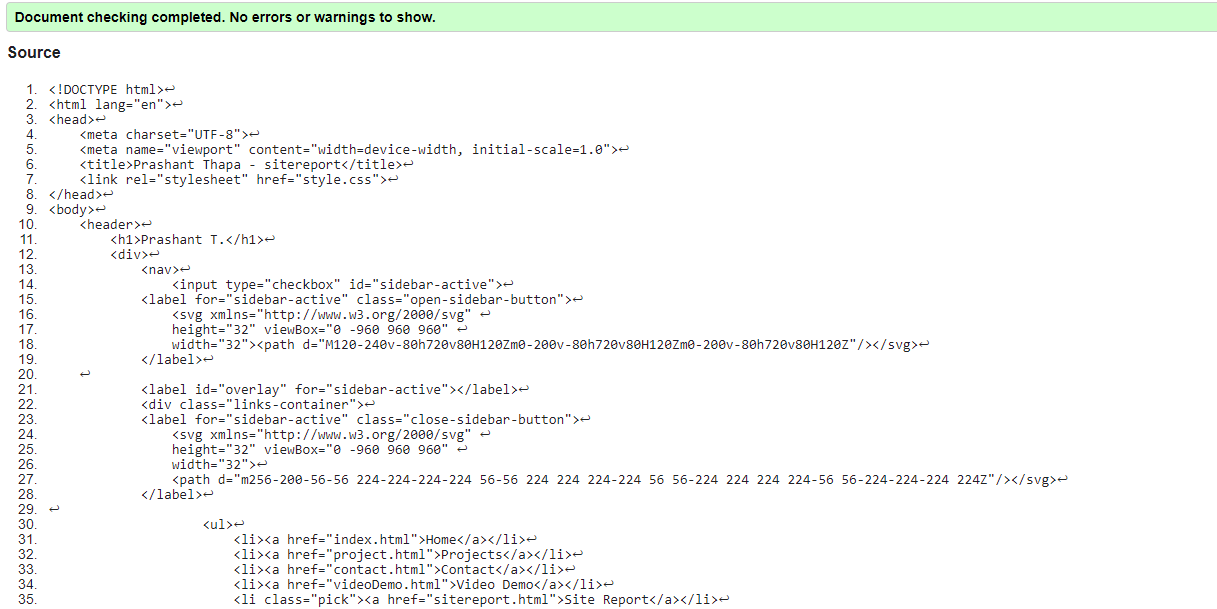 Document checking completed. No errors or warnings to show.
Source
1. <!DOCTYPE html>↩
2. <html lang="en">↩
3. <head>↩
4.     <meta charset="UTF-8">↩
5.     <meta name="viewport" content="width=device-width, initial-scale=1.0">↩
6.     <title>Prashant Thapa - sitereport</title>↩
7.     <link rel="stylesheet" href="style.css">↩
8. </head>↩
9. <body>↩
10.     <header>↩
11.         <h1>Prashant T.</h1>↩
12.         <div>↩
13.             <nav>↩
14.                 <input type="checkbox" id="sidebar-active">↩
15.             <label for="sidebar-active" class="open-sidebar-button">↩
16.                 <svg xmlns="http://www.w3.org/2000/svg" ↩
17.                 height="32" viewBox="0 -960 960 960" ↩
18.                 width="32"><path d="M120-240v-80h720v80H120Zm0-200v-80h720v80H120Zm0-200v-80h720v80H120Z"/></svg>↩
19.             </label>↩
20.     ↩
21.             <label id="overlay" for="sidebar-active"></label>↩
22.             <div class="links-container">↩
23.             <label for="sidebar-active" class="close-sidebar-button">↩
24.                 <svg xmlns="http://www.w3.org/2000/svg" ↩
25.                 height="32" viewBox="0 -960 960 960" ↩
26.                 width="32">↩
27.                 <path d="m256-200-56-56 224-224-224-224 56-56 224 224 224-224 56 56-224 224 224 224-56 56-224-224-224 224Z"/></svg>↩
28.             </label>↩
29. ↩
30.                     <ul>↩
31.                         <li><a href="index.html">Home</a></li>↩
32.                         <li><a href="project.html">Projects</a></li>↩
33.                         <li><a href="contact.html">Contact</a></li>↩
34.                         <li><a href="videoDemo.html">Video Demo</a></li>↩
35.                         <li class="pick"><a href="sitereport.html">Site Report</a></li>↩